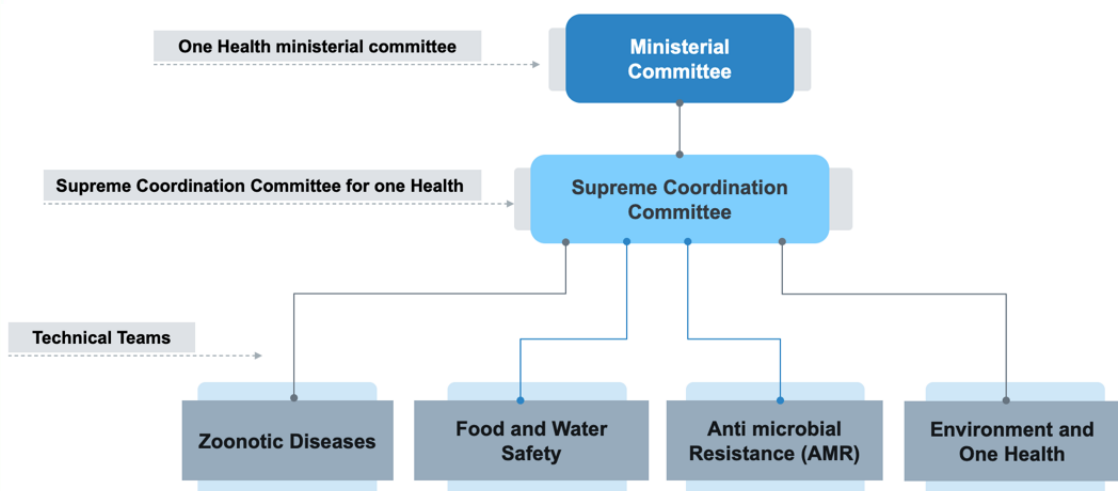 One Health ministerial committee
Ministerial
Committee
Supreme Coordination Committee for one Health
Supreme Coordination
Committee
Technical Teams
Zoonotic Diseases
Food and Water
Safety
Anti microbial
Resistance (AMR)
Environment and
One Health